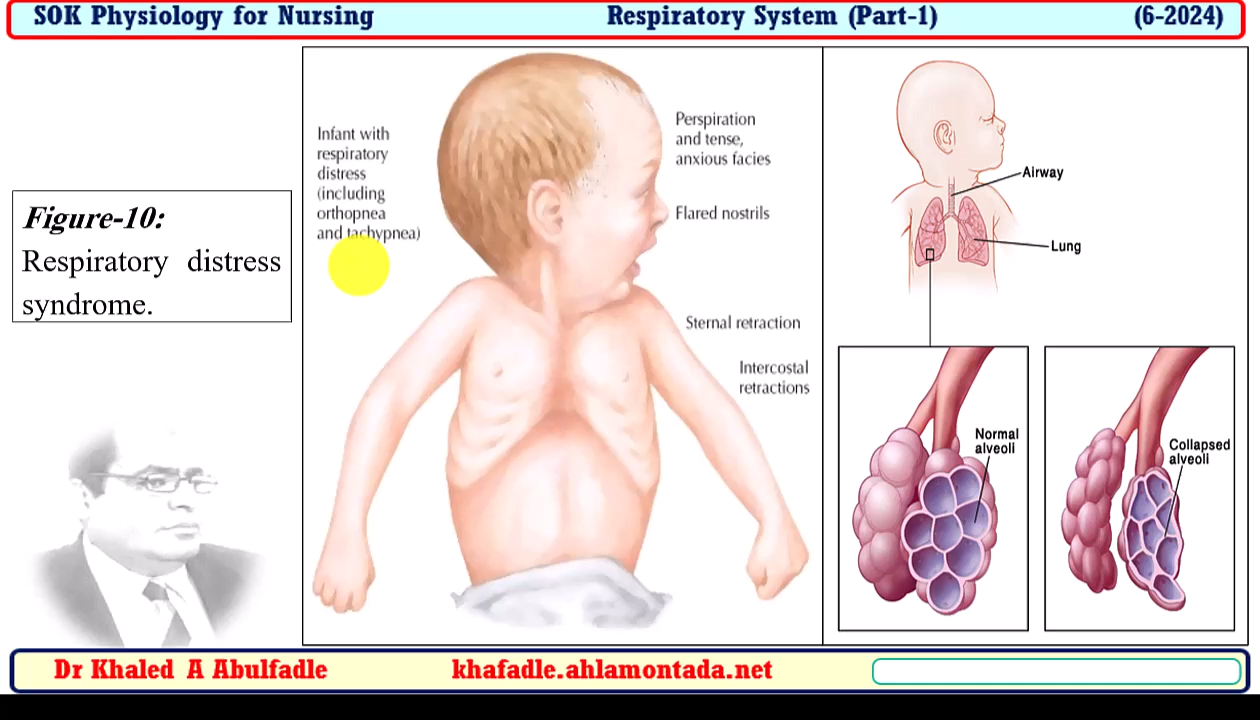 SOK Physiology for Nursing
Respiratory System (Part-1)
(6-2024)
Figure-10:
Respiratory distress
syndrome.
Infant with
respiratory
distress
(including
orthopnea
and tachypnea)
Perspiration
and tense,
anxious facies
Flared nostrils
Sternal retraction
Intercostal
retractions
Airway
Lung
Normal
alveoli
Collapsed
alveoli
Dr Khaled A Abulfadle
khafadle.ahlamontada.net